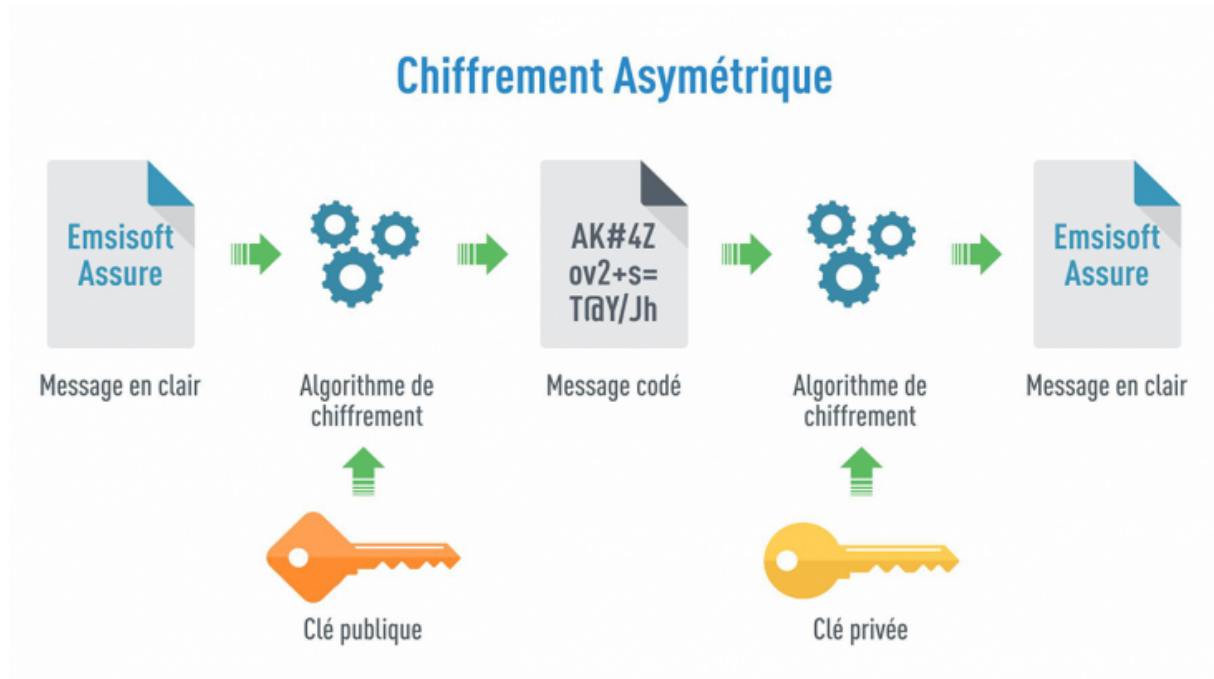 Chiffrement Asymétrique
Emsisoft
Assure
AK#4Z
ov2+s=
T@Y/Jh
Emsisoft
Assure
Message en clair
Algorithme de
chiffrement
Message codé
Algorithme de
chiffrement
Message en clair
Clé publique
Clé privée